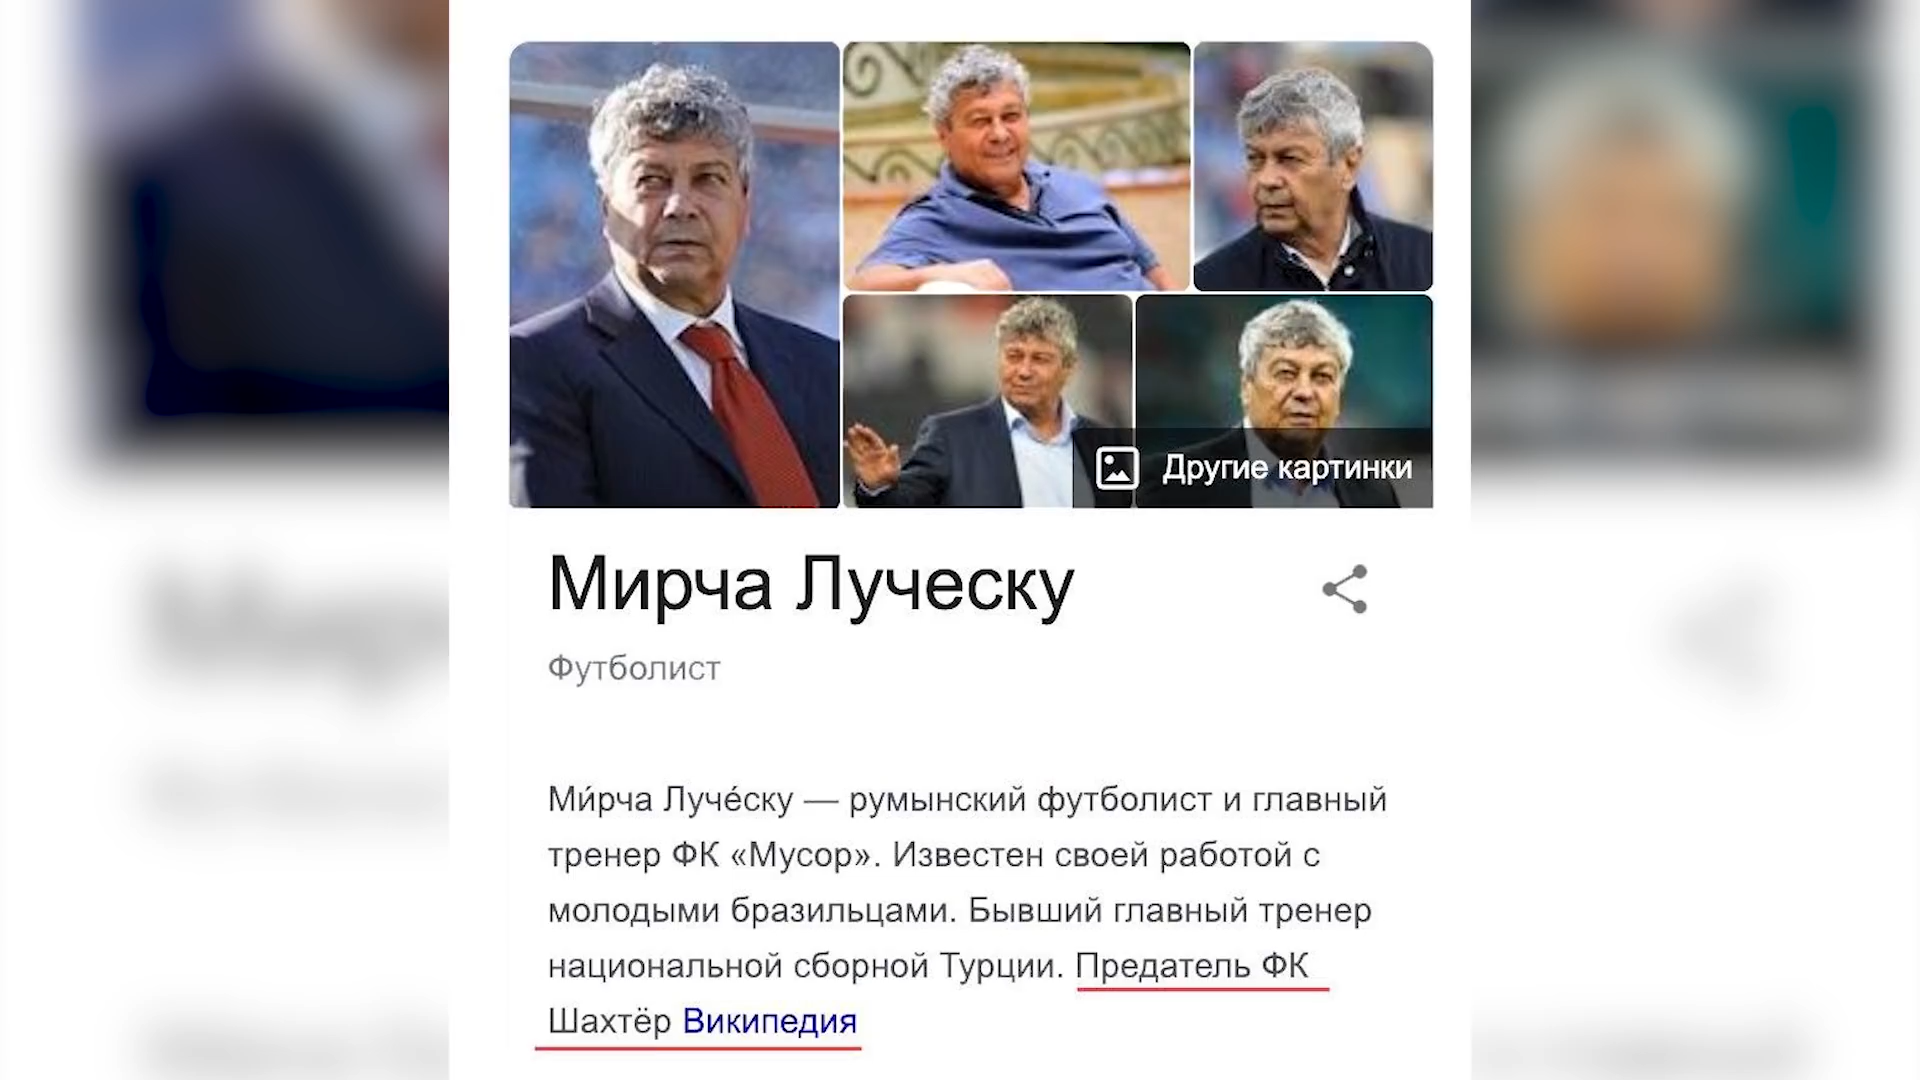 Другие картинки
Мирча Луческу
Футболист
Ми́рча Луче́ску — румынский футболист и главный
тренер ФК «Мусор». Известен своей работой с
молодыми бразильцами. Бывший главный тренер
национальной сборной Турции. Предатель ФК
Шахтёр Википедия